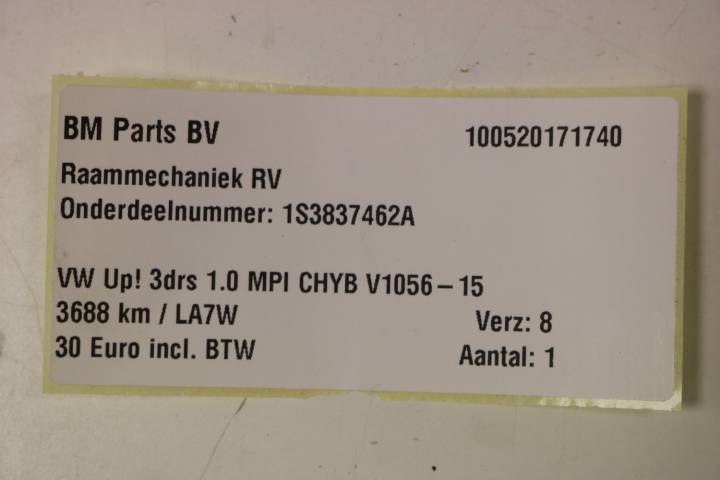 BM Parts BV 100520171740
Raammechaniek RV
Onderdeelnummer: 1S3837462A
VW Up! 3drs 1.0 MPI CHYB V1056-15
3688 km / LA7W Verz: 8
30 Euro incl. BTW Aantal: 1